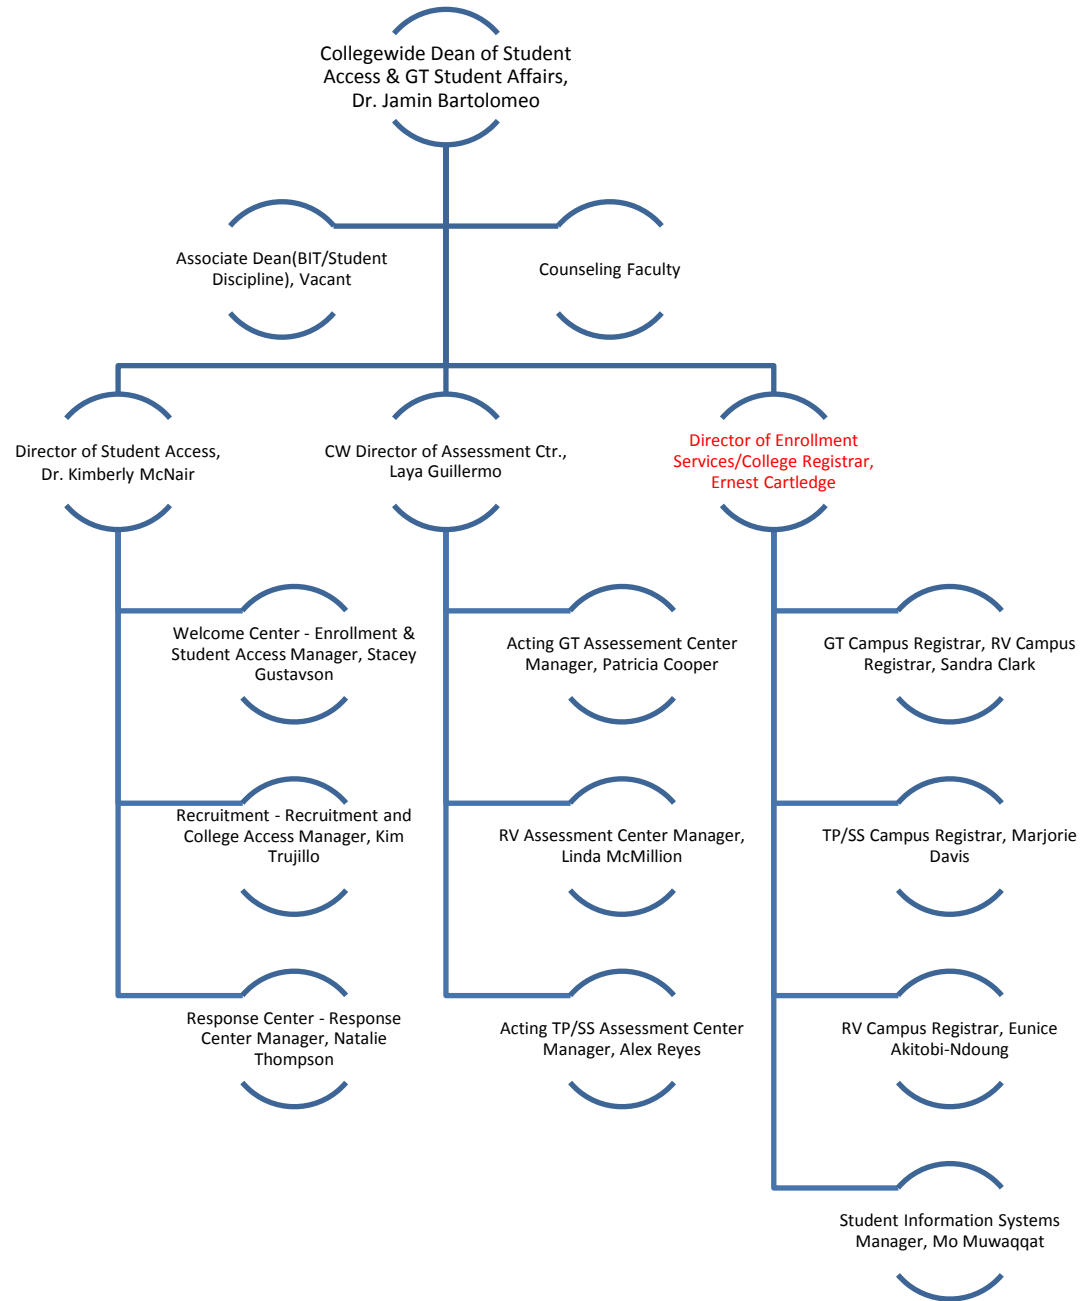 Collegewide Dean of Student
Access & GT Student Affairs,
Dr. Jamin Bartolomeo
Associate Dean(BIT/Student
Discipline), Vacant
Counseling Faculty
Director of Student Access,
Dr. Kimberly McNair
CW Director of Assessment Ctr.,
Laya Guillermo
Director of Enrollment
Services/College Registrar,
Ernest Cartledge
Welcome Center - Enrollment &
Student Access Manager, Stacey
Gustavson
Acting GT Assessement Center
Manager, Patricia Cooper
GT Campus Registrar, RV Campus
Registrar, Sandra Clark
Recruitment - Recruitment and
College Access Manager, Kim
Trujillo
RV Assessment Center Manager,
Linda McMillion
TP/SS Campus Registrar, Marjorie
Davis
Response Center - Response
Center Manager, Natalie
Thompson
Acting TP/SS Assessment Center
Manager, Alex Reyes
RV Campus Registrar, Eunice
Akitobi-Ndoung
Student Information Systems
Manager, Mo Muwaqqat